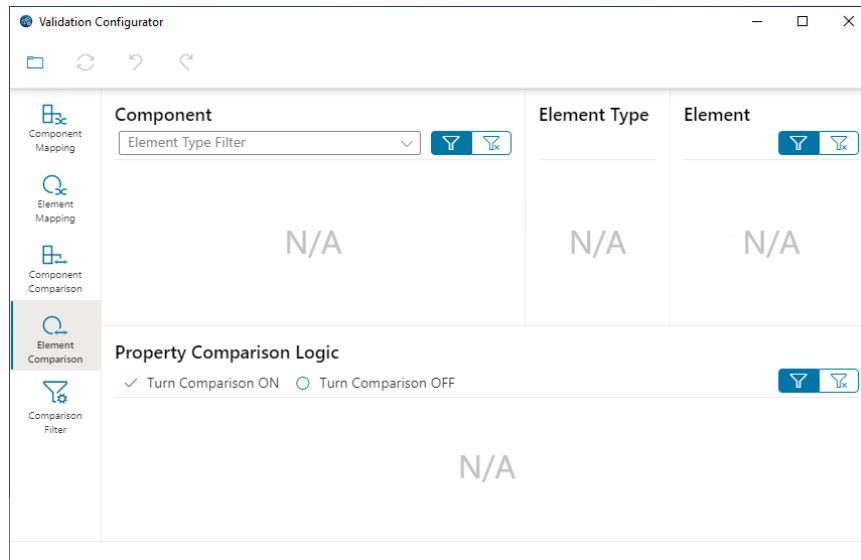 Validation Configurator
Component
Mapping
Element
Mapping
Component
Comparison
Element
Comparison
Comparison
Filter
Component
Element Type Filter
N/A
Element Type
N/A
Element
N/A
Property Comparison Logic
Turn Comparison ON Turn Comparison OFF
N/A